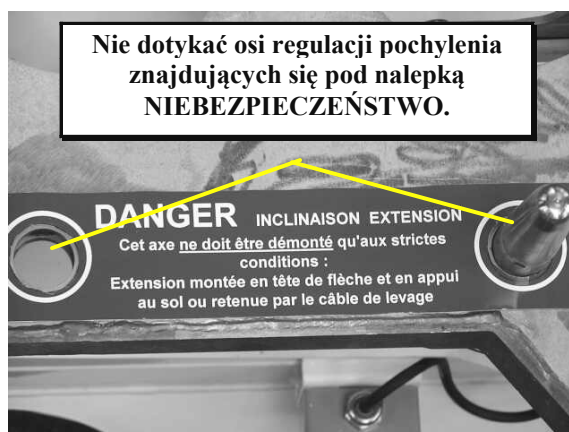 Nie dotykać osi regulacji pochylenia
znajdujących się pod nalepką
NIEBEZPIECZEŃSTWO.
DANGER INCLINAISON EXTENSION
Cet axe ne doit être démonté qu'aux strictes
conditions :
Extension montée en tête de flèche et en appui
au sol ou retenue par le câble de levage